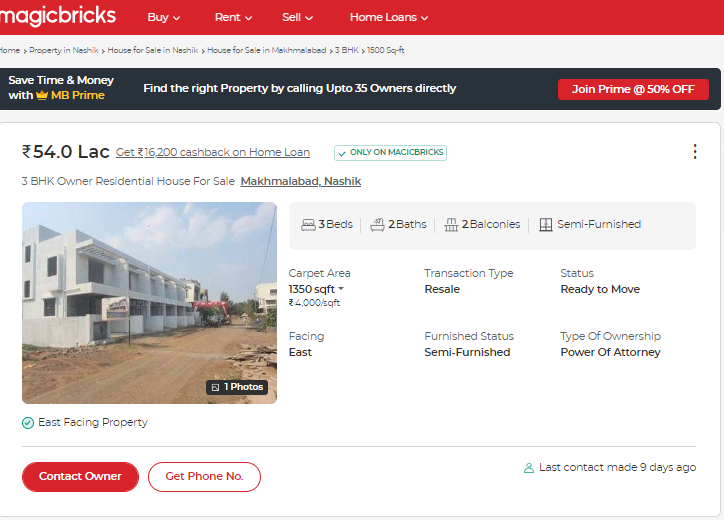 magicbricks
Buy Rent Sell Home Loans
Home > Property in Nashik > House for Sale in Nashik > House for Sale in Makhmalabad > 3 BHK > 1500 Sq-ft
Save Time & Money
with MB Prime
Find the right Property by calling Upto 35 Owners directly
Join Prime @ 50% OFF
₹54.0 Lac Get ₹16,200 cashback on Home Loan ONLY ON MAGICBRICKS
3 BHK Owner Residential House For Sale Makhmalabad, Nashik
3 Beds 2 Baths 2 Balconies Semi-Furnished
Carpet Area Transaction Type Status
1350 sqft Resale Ready to Move
₹4,000/sqft
Facing Furnished Status Type Of Ownership
East Semi-Furnished Power Of Attorney
1 Photos
East Facing Property
Contact Owner Get Phone No. Last contact made 9 days ago